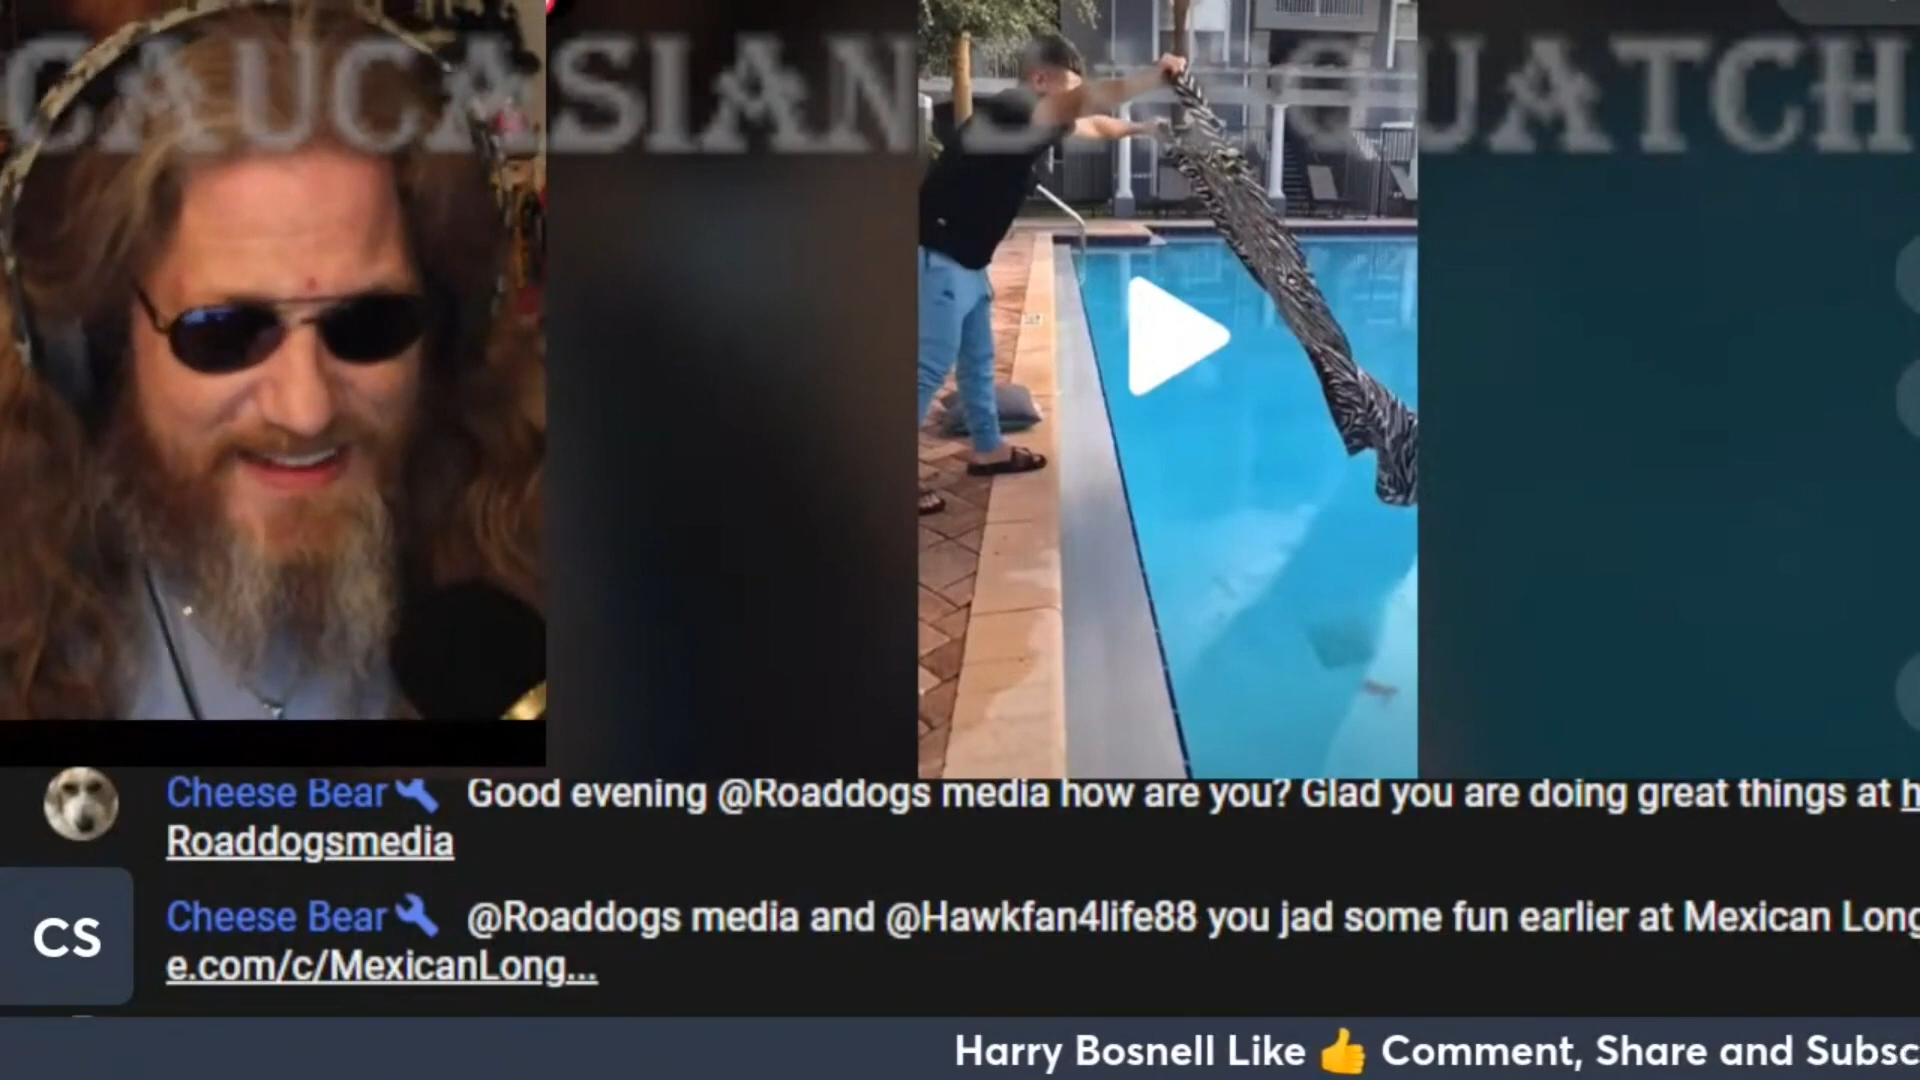 CAUCASIAN SASQUATCH
Cheese Bear Good evening @Roaddogs media how are you? Glad you are doing great things at h
Roaddogsmedia
CS
Cheese Bear @Roaddogs media and @Hawkfan4life88 you jad some fun earlier at Mexican Long
e.com/c/MexicanLong...
Harry Bosnell Like 👍 Comment, Share and Subsc